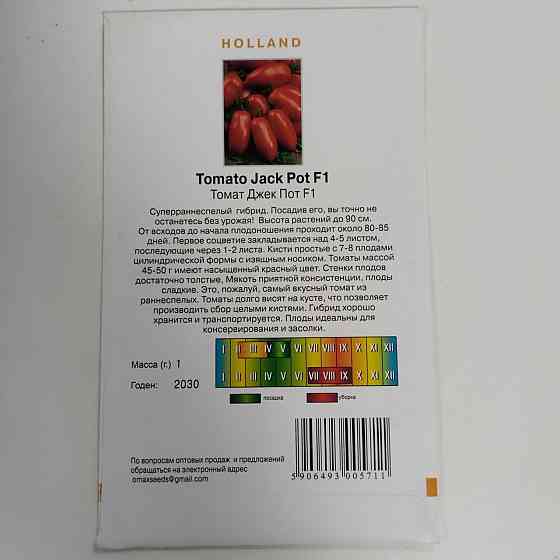 HOLLAND
Tomato Jack Pot F1
Томат Джек Пот F1
Суперраннеспелый гибрид. Посадив его, вы точно не
останетесь без урожая! Высота растений до 90 см.
От всходов до начала плодоношения проходит около 80-85
дней. Первое соцветие закладывается над 4-5 листом,
последующие через 1-2 листа. Кисти простые с 7-8 плодами
цилиндрической формы с изящным носиком. Томаты массой
45-50 г имеют насыщенный красный цвет. Стенки плодов
достаточно толстые. Мякоть приятной консистенции, плоды
сладкие. Это, пожалуй, самый вкусный томат из
раннеспелых. Томаты долго висят на кусте, что позволяет
производить сбор целыми кистями. Гибрид хорошо
хранится и транспортируется. Плоды идеальны для
консервирования и засолки.
I II III IV V VI VII VIII IX X XI XII
Масса (г.) 1
I II III IV V VI VII VIII IX X XI XII
Годен: 2030
посадка уборка
По вопросам оптовых продаж и предложений
обращаться на электронный адрес
omaxseeds@gmail.com
5 906493 005711